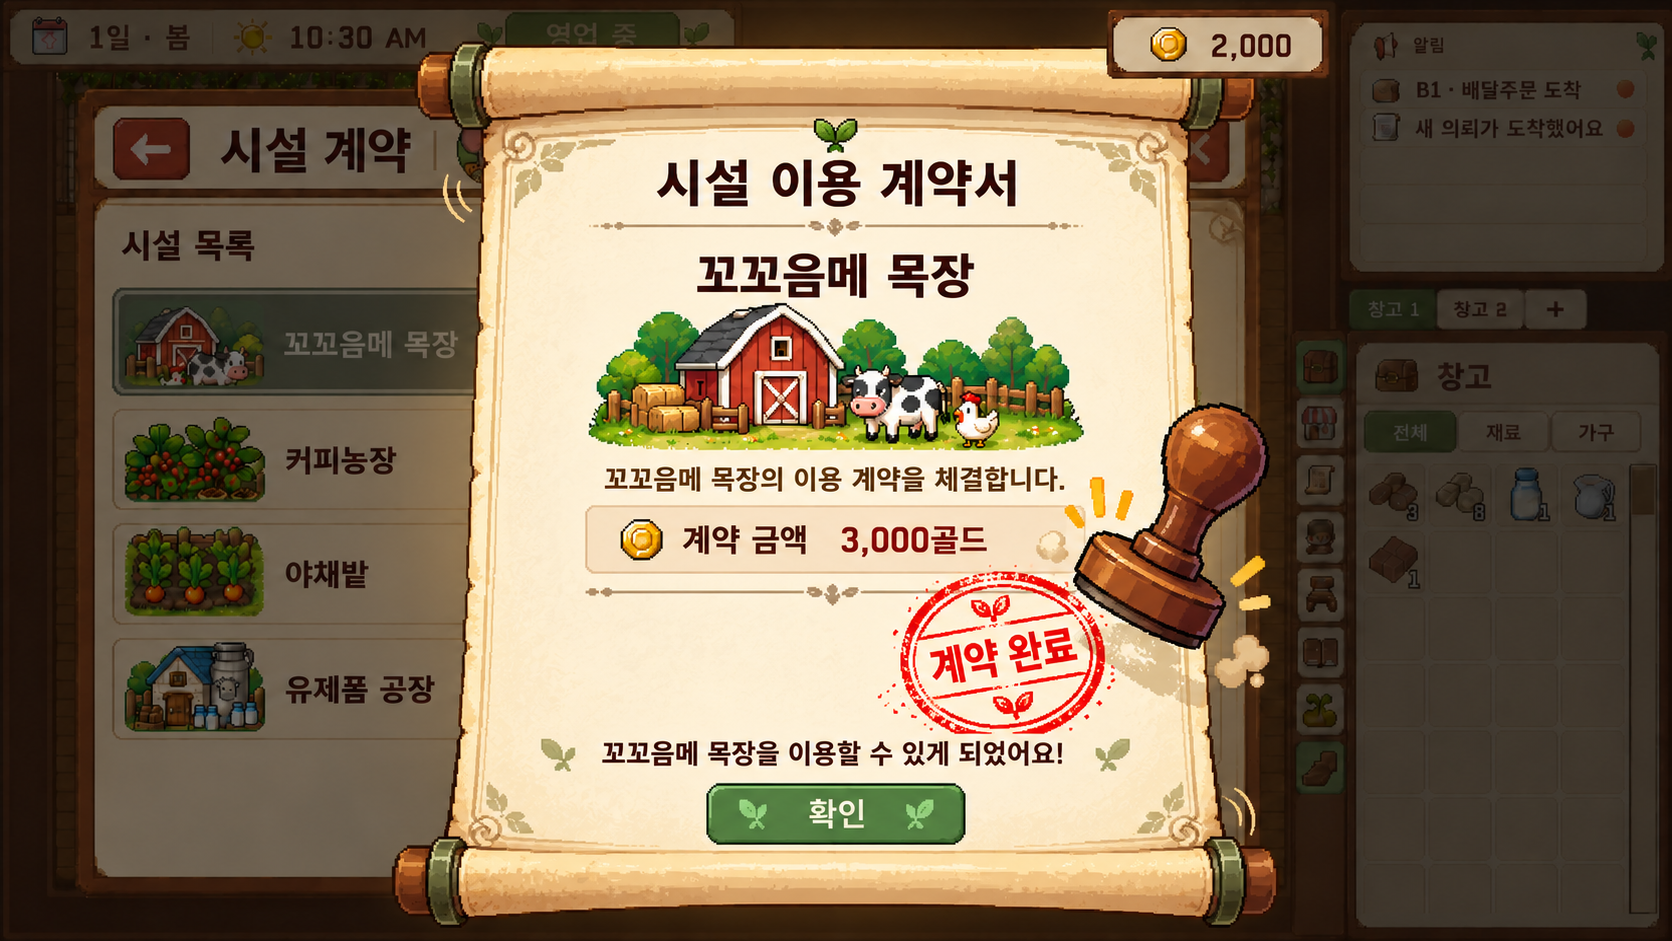 1일 · 봄
10:30 AM
영업 중
2,000
알림
B1 · 배달주문 도착
새 의뢰가 도착했어요
시설 계약
시설 목록
꼬꼬음메 목장
커피농장
야채밭
유제폼 공장
시설 이용 계약서
꼬꼬음메 목장
꼬꼬음메 목장의 이용 계약을 체결합니다.
계약 금액 3,000골드
계약 완료
꼬꼬음메 목장을 이용할 수 있게 되었어요!
확인
창고 1
창고 2
+
창고
전체
재료
가구
3
8
1
1
1